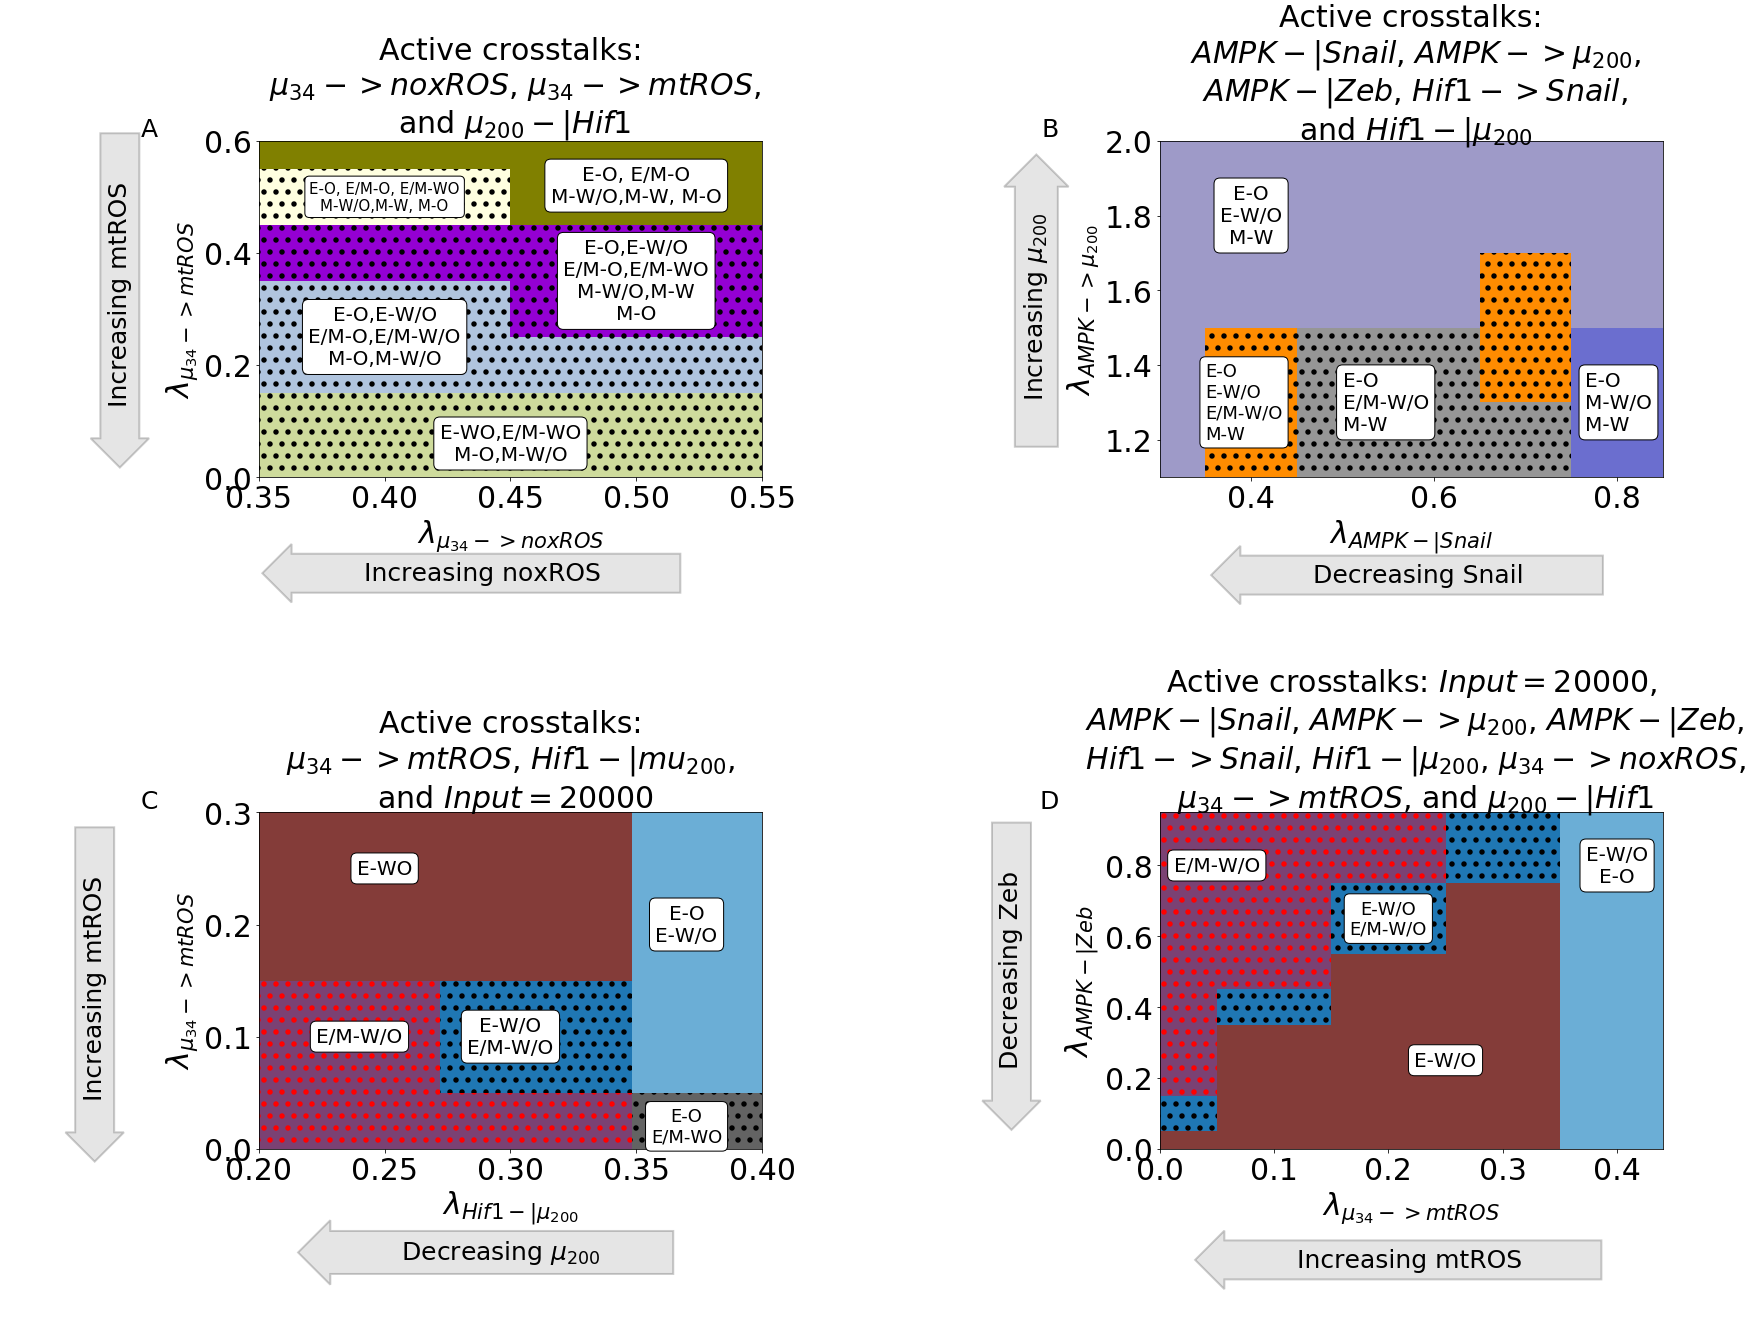 Active crosstalks:
μ₃₄ − > noxROS, μ₃₄ − > mtROS,
and μ₂₀₀ − |Hif1
A
Increasing mtROS
λμ₃₄ − > mtROS
0.6
0.4
0.2
0.0
E-O, E/M-O, E/M-WO
M-W/O,M-W, M-O
E-O, E/M-O
M-W/O,M-W, M-O
E-O,E-W/O
E/M-O,E/M-WO
M-W/O,M-W
M-O
E-O,E-W/O
E/M-O,E/M-W/O
M-O,M-W/O
E-WO,E/M-WO
M-O,M-W/O
0.35 0.40 0.45 0.50 0.55
λμ₃₄ − > noxROS
Increasing noxROS
Active crosstalks:
AMPK − |Snail, AMPK − > μ₂₀₀,
AMPK − |Zeb, Hif1 − > Snail,
and Hif1 − |μ₂₀₀
B
Increasing μ₂₀₀
λAMPK − > μ₂₀₀
2.0
1.8
1.6
1.4
1.2
E-O
E-W/O
M-W
E-O
E-W/O
E/M-W/O
M-W
E-O
E/M-W/O
M-W
E-O
M-W/O
M-W
0.4 0.6 0.8
λAMPK − |Snail
Decreasing Snail
Active crosstalks:
μ₃₄ − > mtROS, Hif1 − |mu₂₀₀,
and Input = 20000
C
Increasing mtROS
λμ₃₄ − > mtROS
0.3
0.2
0.1
0.0
E-WO
E-O
E-W/O
E/M-W/O
E-W/O
E/M-W/O
E-O
E/M-WO
0.20 0.25 0.30 0.35 0.40
λHif1 − |μ₂₀₀
Decreasing μ₂₀₀
Active crosstalks: Input = 20000,
AMPK − |Snail, AMPK − > μ₂₀₀, AMPK − |Zeb,
Hif1 − > Snail, Hif1 − |μ₂₀₀, μ₃₄ − > noxROS,
μ₃₄ − > mtROS, and μ₂₀₀ − |Hif1
D
Decreasing Zeb
λAMPK − |Zeb
0.8
0.6
0.4
0.2
0.0
E/M-W/O
E-W/O
E-O
E-W/O
E/M-W/O
E-W/O
0.0 0.1 0.2 0.3 0.4
λμ₃₄ − > mtROS
Increasing mtROS